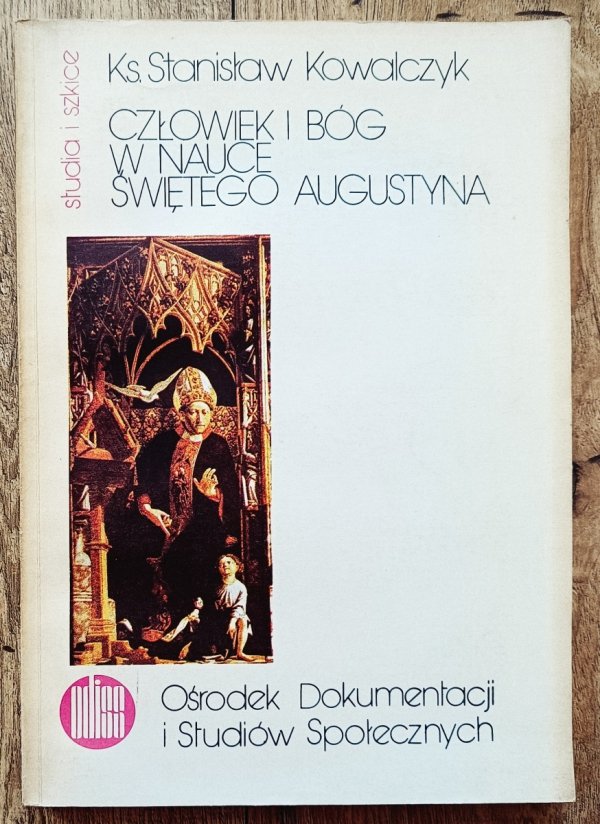 studia i szkice
Ks. Stanisław Kowalczyk
CZŁOWIEK I BÓG
W NAUCE
ŚWIĘTEGO AUGUSTYNA
odiss
Ośrodek Dokumentacji
i Studiów Społecznych